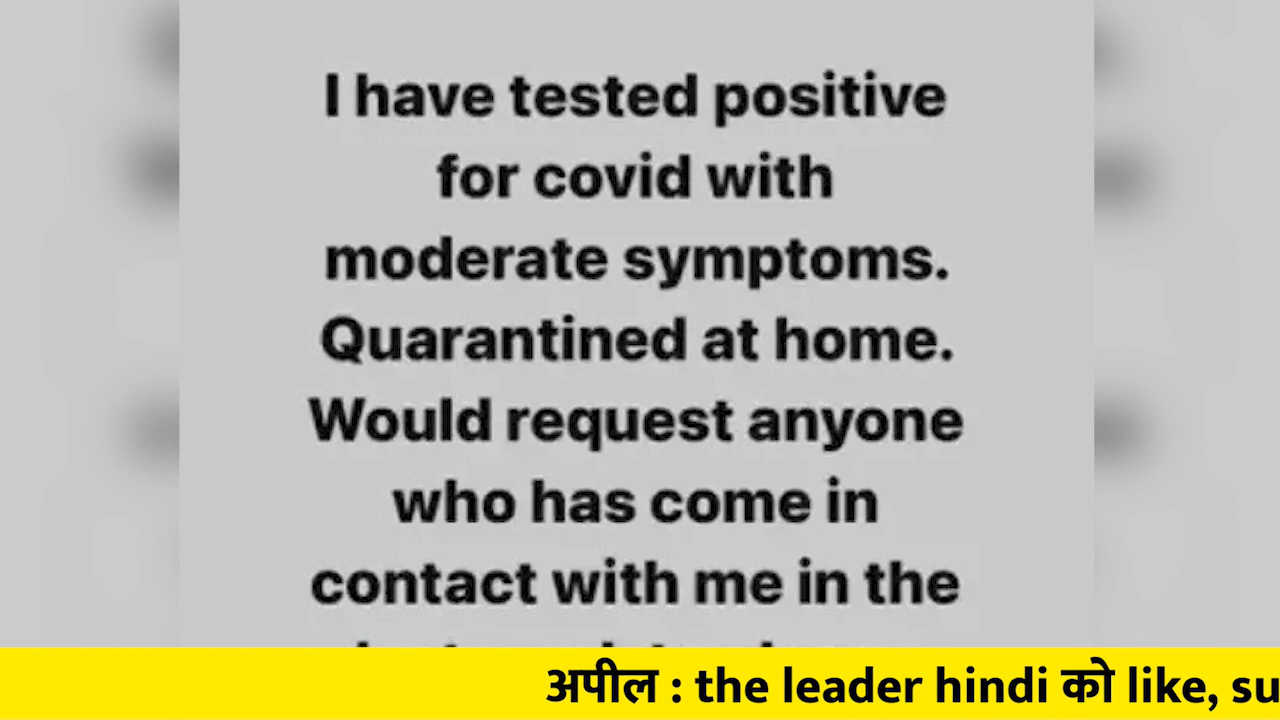 I have tested positive
for covid with
moderate symptoms.
Quarantined at home.
Would request anyone
who has come in
contact with me in the
अपील : the leader hindi को like, su